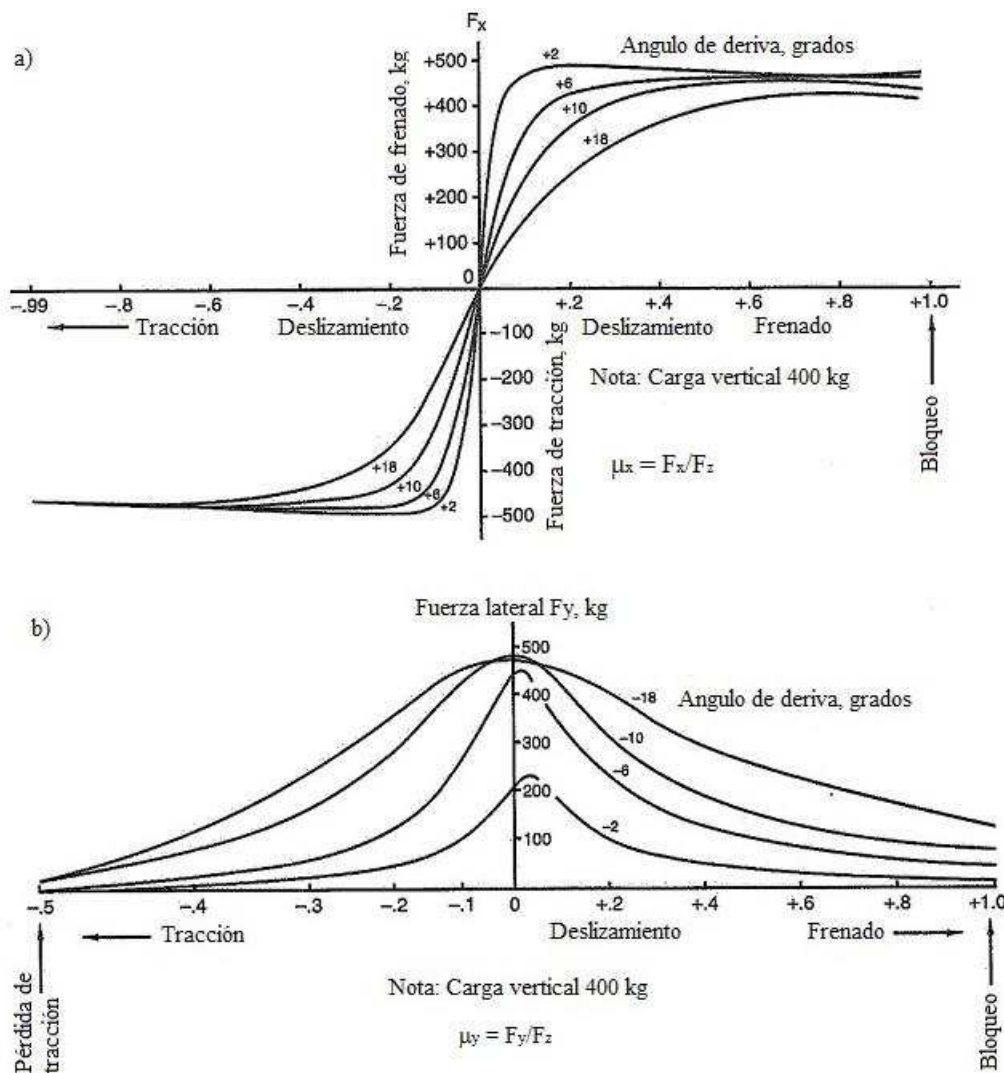 a)
Fx
Angulo de deriva, grados
Fuerza de frenado, kg
+500
+400
+300
+200
+100
0
+2
+6
+10
+18
-.99
-.8
-.6
-.2
+.2
+.6
+.8
+1.0
Tracción
Deslizamiento
Deslizamiento
Frenado
−100
−200
−300
−400
−500
Fuerza de tracción, kg
Nota: Carga vertical 400 kg
μx = Fx/Fz
Bloqueo
+18
+10
+6
+2
b)
Fuerza lateral Fy, kg
500
400
300
200
100
Angulo de deriva, grados
−18
−10
−6
−2
-.5
-.4
-.3
-.2
-.1
0
+.2
+.4
+.6
+.8
+1.0
Tracción
Deslizamiento
Frenado
Pérdida de
tracción
Nota: Carga vertical 400 kg
μy = Fy/Fz
Bloqueo